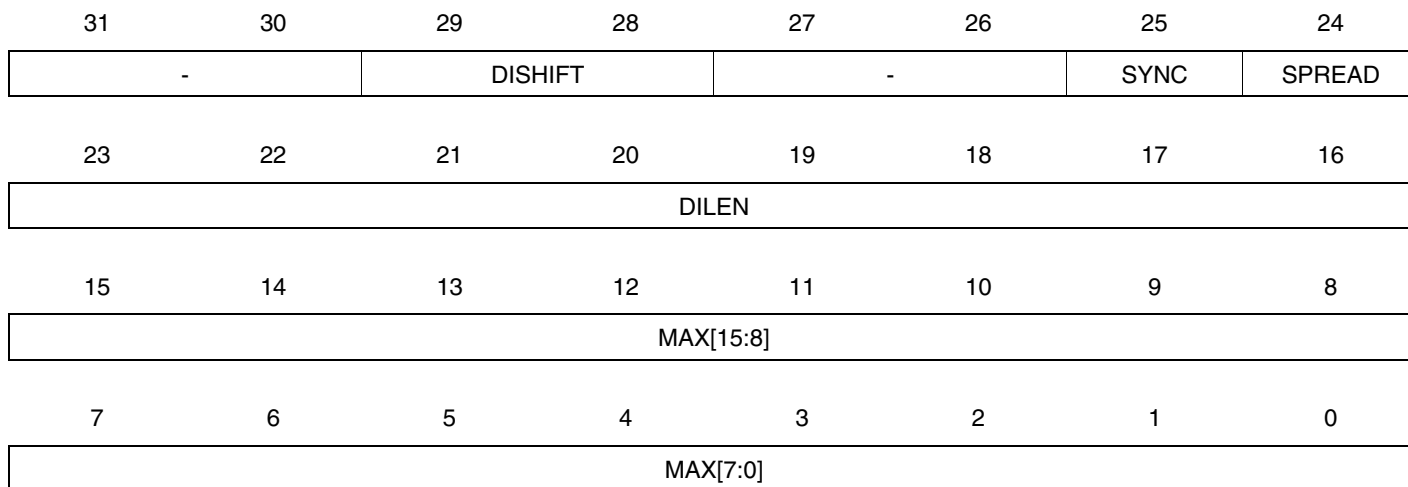 31 30 29 28 27 26 25 24
- DISHIFT - SYNC SPREAD
23 22 21 20 19 18 17 16
DILEN
15 14 13 12 11 10 9 8
MAX[15:8]
7 6 5 4 3 2 1 0
MAX[7:0]